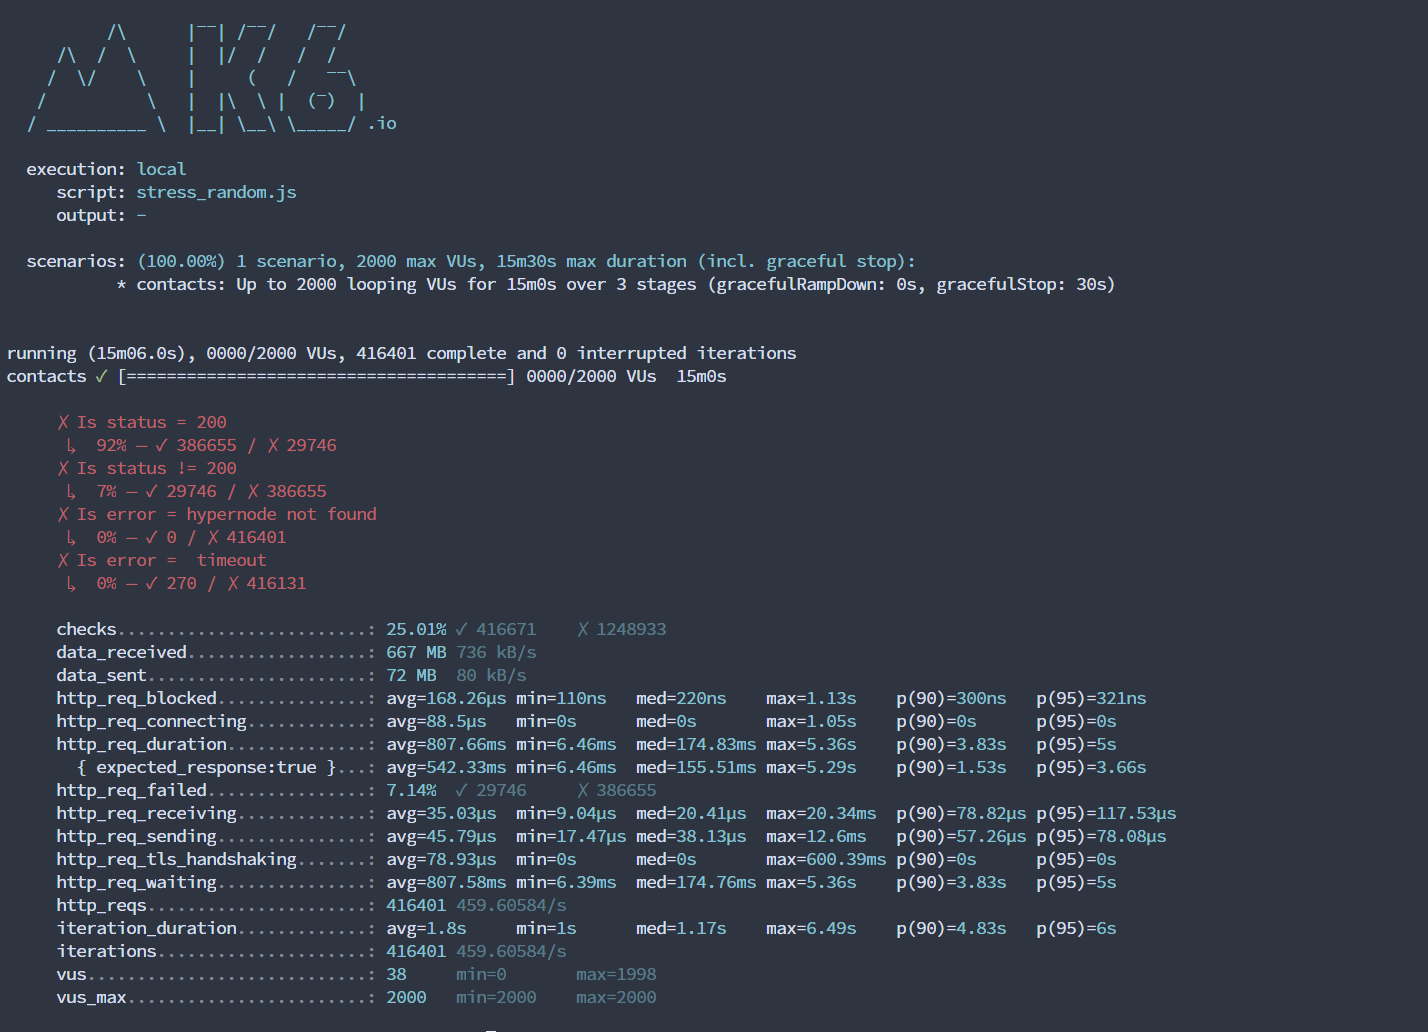 /\      |‾‾| /‾‾/   /‾‾/
     /\  /  \     |  |/  /   /  /
    /  \/    \    |     (   /   ‾‾\
   /          \   |  |\  \ |  (‾)  |
  / __________ \  |__| \__\ \_____/ .io
  execution: local
     script: stress_random.js
     output: -
  scenarios: (100.00%) 1 scenario, 2000 max VUs, 15m30s max duration (incl. graceful stop):
           * contacts: Up to 2000 looping VUs for 15m0s over 3 stages (gracefulRampDown: 0s, gracefulStop: 30s)
running (15m06.0s), 0000/2000 VUs, 416401 complete and 0 interrupted iterations
contacts ✓ [======================================] 0000/2000 VUs  15m0s
     ✗ Is status = 200
      ↳  92% — ✓ 386655 / ✗ 29746
     ✗ Is status != 200
      ↳  7% — ✓ 29746 / ✗ 386655
     ✗ Is error = hypernode not found
      ↳  0% — ✓ 0 / ✗ 416401
     ✗ Is error =  timeout
      ↳  0% — ✓ 270 / ✗ 416131
     checks.........................: 25.01% ✓ 416671    ✗ 1248933
     data_received..................: 667 MB 736 kB/s
     data_sent......................: 72 MB  80 kB/s
     http_req_blocked...............: avg=168.26µs min=110ns   med=220ns    max=1.13s    p(90)=300ns   p(95)=321ns
     http_req_connecting............: avg=88.5µs   min=0s      med=0s       max=1.05s    p(90)=0s      p(95)=0s
     http_req_duration..............: avg=807.66ms min=6.46ms  med=174.83ms max=5.36s    p(90)=3.83s   p(95)=5s
       { expected_response:true }...: avg=542.33ms min=6.46ms  med=155.51ms max=5.29s    p(90)=1.53s   p(95)=3.66s
     http_req_failed................: 7.14%  ✓ 29746     ✗ 386655
     http_req_receiving.............: avg=35.03µs  min=9.04µs  med=20.41µs  max=20.34ms  p(90)=78.82µs p(95)=117.53µs
     http_req_sending...............: avg=45.79µs  min=17.47µs med=38.13µs  max=12.6ms   p(90)=57.26µs p(95)=78.08µs
     http_req_tls_handshaking.......: avg=78.93µs  min=0s      med=0s       max=600.39ms p(90)=0s      p(95)=0s
     http_req_waiting...............: avg=807.58ms min=6.39ms  med=174.76ms max=5.36s    p(90)=3.83s   p(95)=5s
     http_reqs......................: 416401 459.60584/s
     iteration_duration.............: avg=1.8s     min=1s      med=1.17s    max=6.49s    p(90)=4.83s   p(95)=6s
     iterations.....................: 416401 459.60584/s
     vus............................: 38     min=0       max=1998
     vus_max........................: 2000   min=2000    max=2000